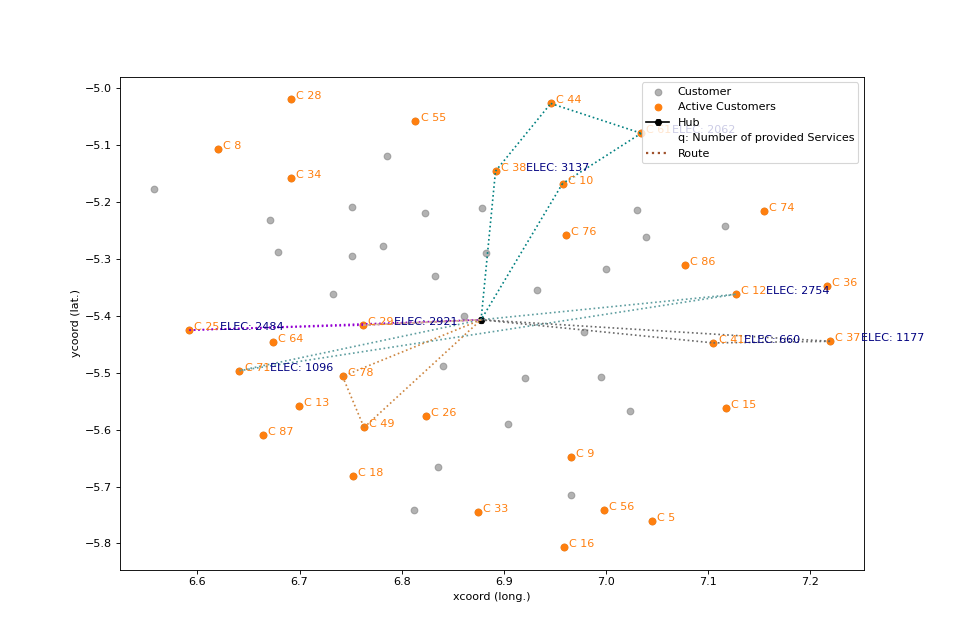 −5.0
−5.1
−5.2
−5.3
−5.4
−5.5
−5.6
−5.7
−5.8
ycoord (lat.)
C 28
C 44
C 55
C 61 ELEC: 2062
C 8
C 38 ELEC: 3137
C 34
C 10
C 74
C 76
C 86
C 36
C 12 ELEC: 2754
C 25 ELEC: 2484
C 29 ELEC: 2921
C 64
C 41 ELEC: 660
C 37 ELEC: 1177
C 71 ELEC: 1096
C 78
C 13
C 15
C 26
C 49
C 87
C 9
C 18
C 33
C 56
C 5
C 16
Customer
Active Customers
Hub
q: Number of provided Services
Route
6.6 6.7 6.8 6.9 7.0 7.1 7.2
xcoord (long.)